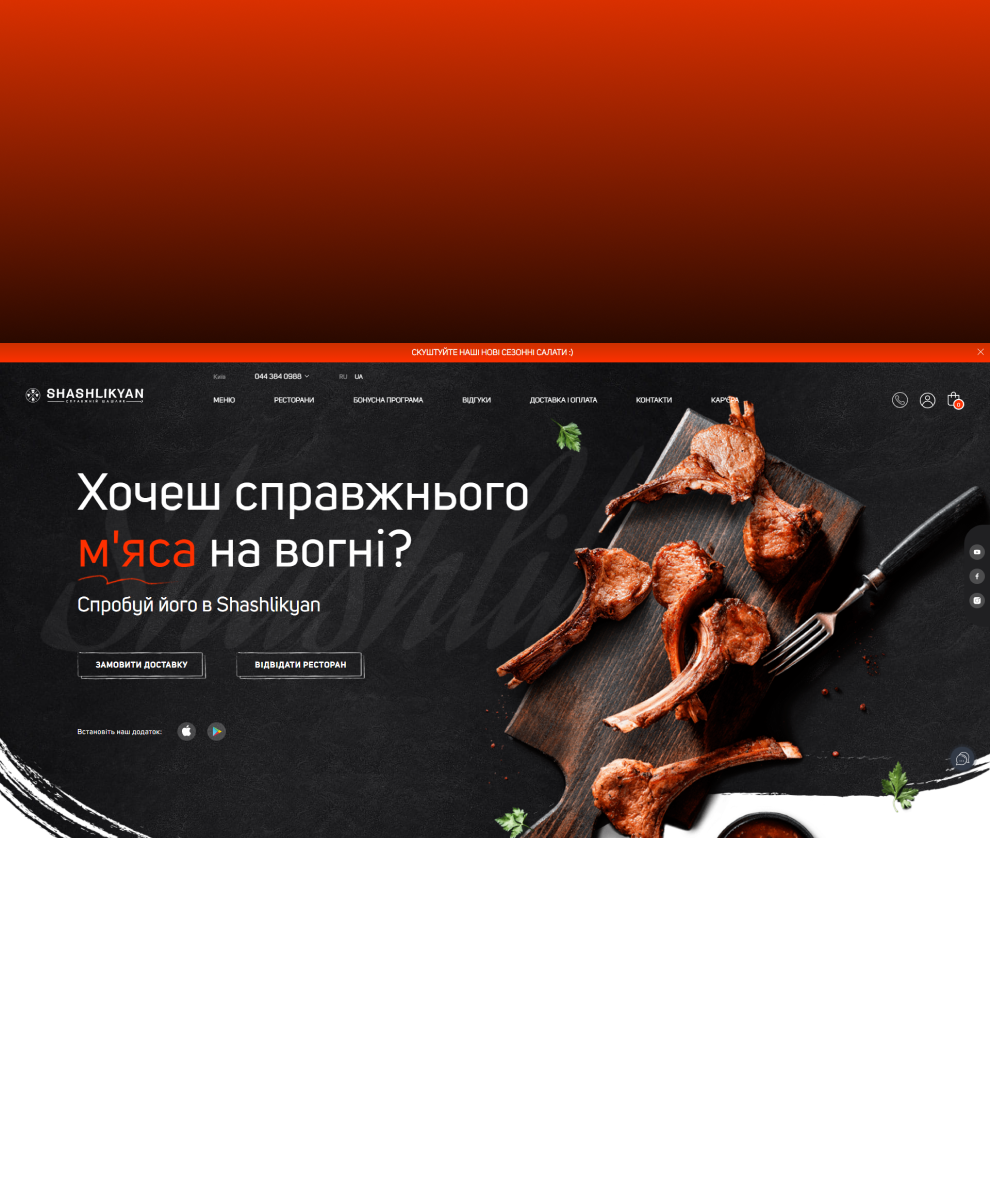 СКУШТУЙТЕ НАШІ НОВІ СЕЗОННІ САЛАТИ :)
Київ 044 384 0988 RU UA
SHASHLIKYAN
СПРАВЖНІЙ ШАШЛИК
МЕНЮ РЕСТОРАНИ БОНУСНА ПРОГРАМА ВІДГУКИ ДОСТАВКА І ОПЛАТА КОНТАКТИ КАР'ЄРА
0
Shashlik
Хочеш справжнього
м'яса на вогні?
Спробуй його в Shashlikyan
ЗАМОВИТИ ДОСТАВКУ ВІДВІДАТИ РЕСТОРАН
Встановіть наш додаток: